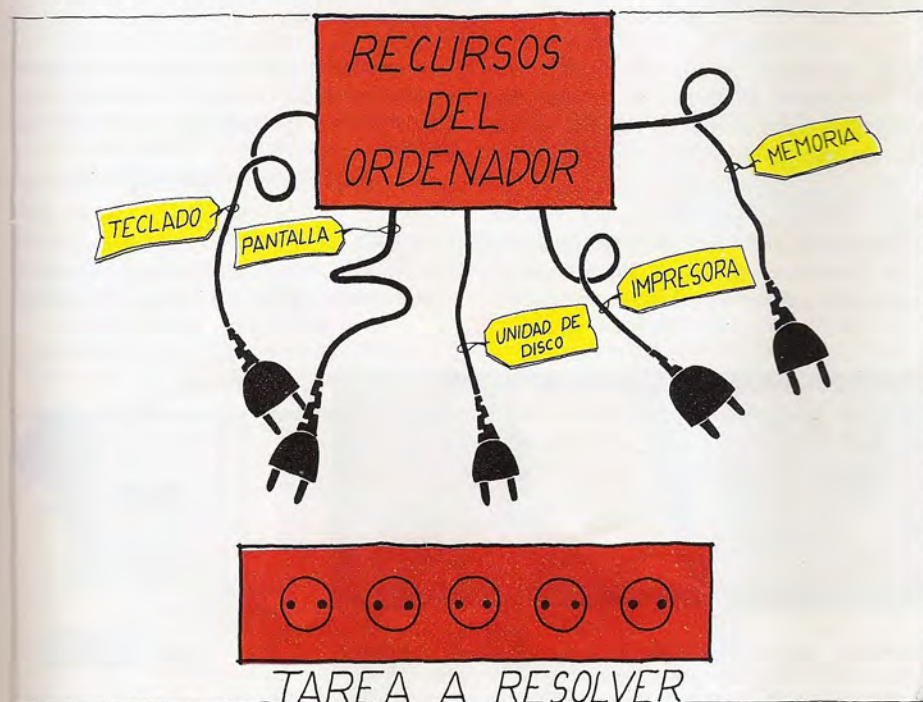 RECURSOS
DEL
ORDENADOR
TECLADO
PANTALLA
UNIDAD DE
DISCO
IMPRESORA
MEMORIA
TAREA A RESOLVER